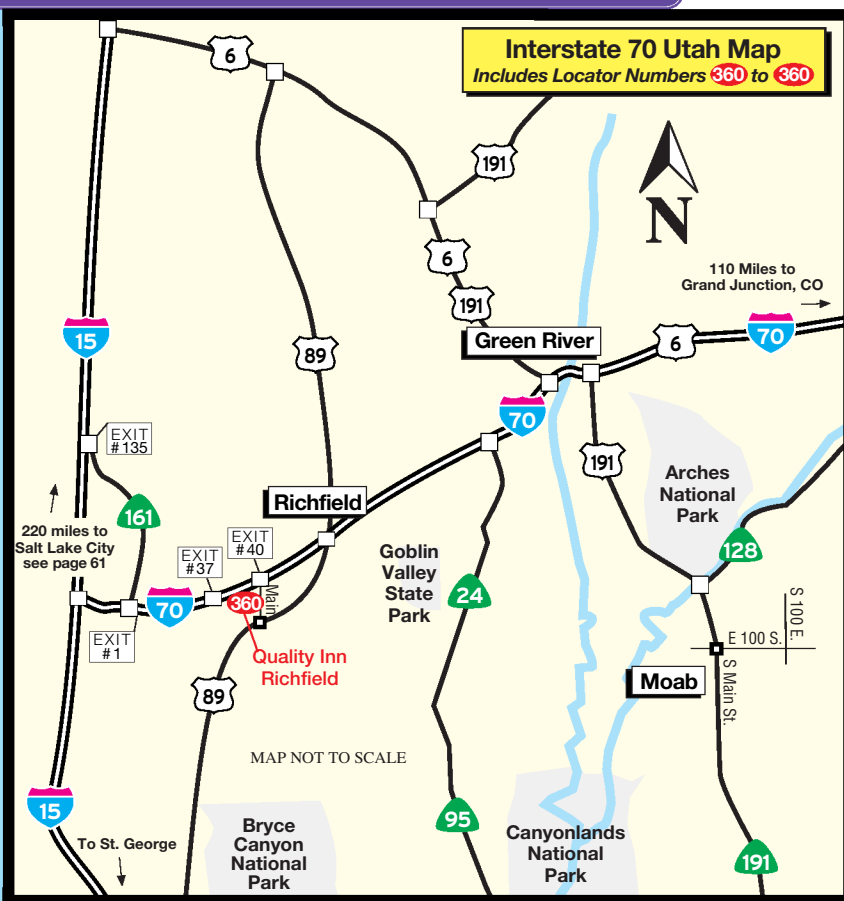 Interstate 70 Utah Map
Includes Locator Numbers 360 to 360
6
191
N
6
191
110 Miles to
Grand Junction, CO
15
89
Green River
6
70
70
EXIT
#135
191
Arches
National
Park
161
Richfield
220 miles to
Salt Lake City
see page 61
EXIT
#37
EXIT
#40
Goblin
Valley
State
Park
128
24
70
360
Main
EXIT
#1
Quality Inn
Richfield
S 100 E.
E 100 S.
S Main St.
Moab
89
MAP NOT TO SCALE
15
To St. George
Bryce
Canyon
National
Park
95
Canyonlands
National
Park
191